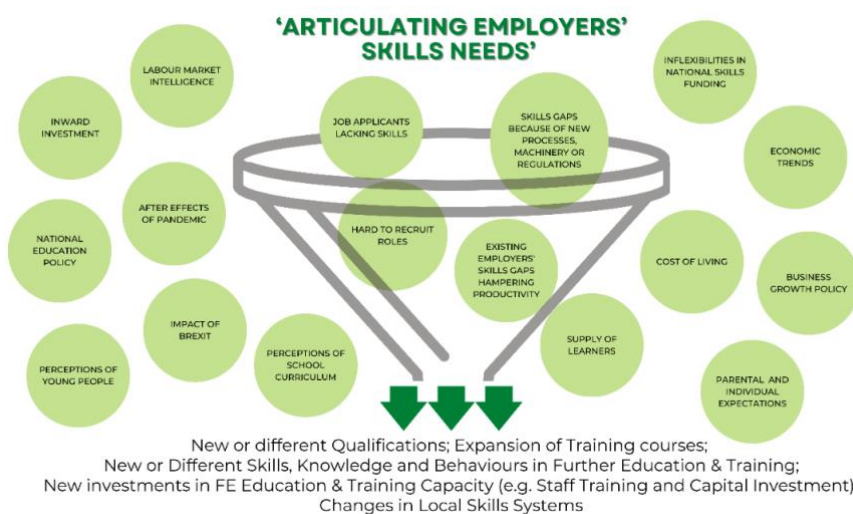 ‘ARTICULATING EMPLOYERS’
SKILLS NEEDS’
LABOUR MARKET
INTELLIGENCE
INFLEXIBILITIES IN
NATIONAL SKILLS
FUNDING
INWARD
INVESTMENT
JOB APPLICANTS
LACKING SKILLS
SKILLS GAPS
BECAUSE OF NEW
PROCESSES,
MACHINERY OR
REGULATIONS
ECONOMIC
TRENDS
AFTER EFFECTS
OF PANDEMIC
NATIONAL
EDUCATION
POLICY
HARD TO RECRUIT
ROLES
EXISTING
EMPLOYERS'
SKILLS GAPS
HAMPERING
PRODUCTIVITY
COST OF LIVING
BUSINESS
GROWTH POLICY
IMPACT OF
BREXIT
PERCEPTIONS OF
YOUNG PEOPLE
PERCEPTIONS OF
SCHOOL
CURRICULUM
SUPPLY OF
LEARNERS
PARENTAL AND
INDIVIDUAL
EXPECTATIONS
New or different Qualifications; Expansion of Training courses;
New or Different Skills, Knowledge and Behaviours in Further Education & Training;
New investments in FE Education & Training Capacity (e.g. Staff Training and Capital Investment)
Changes in Local Skills Systems